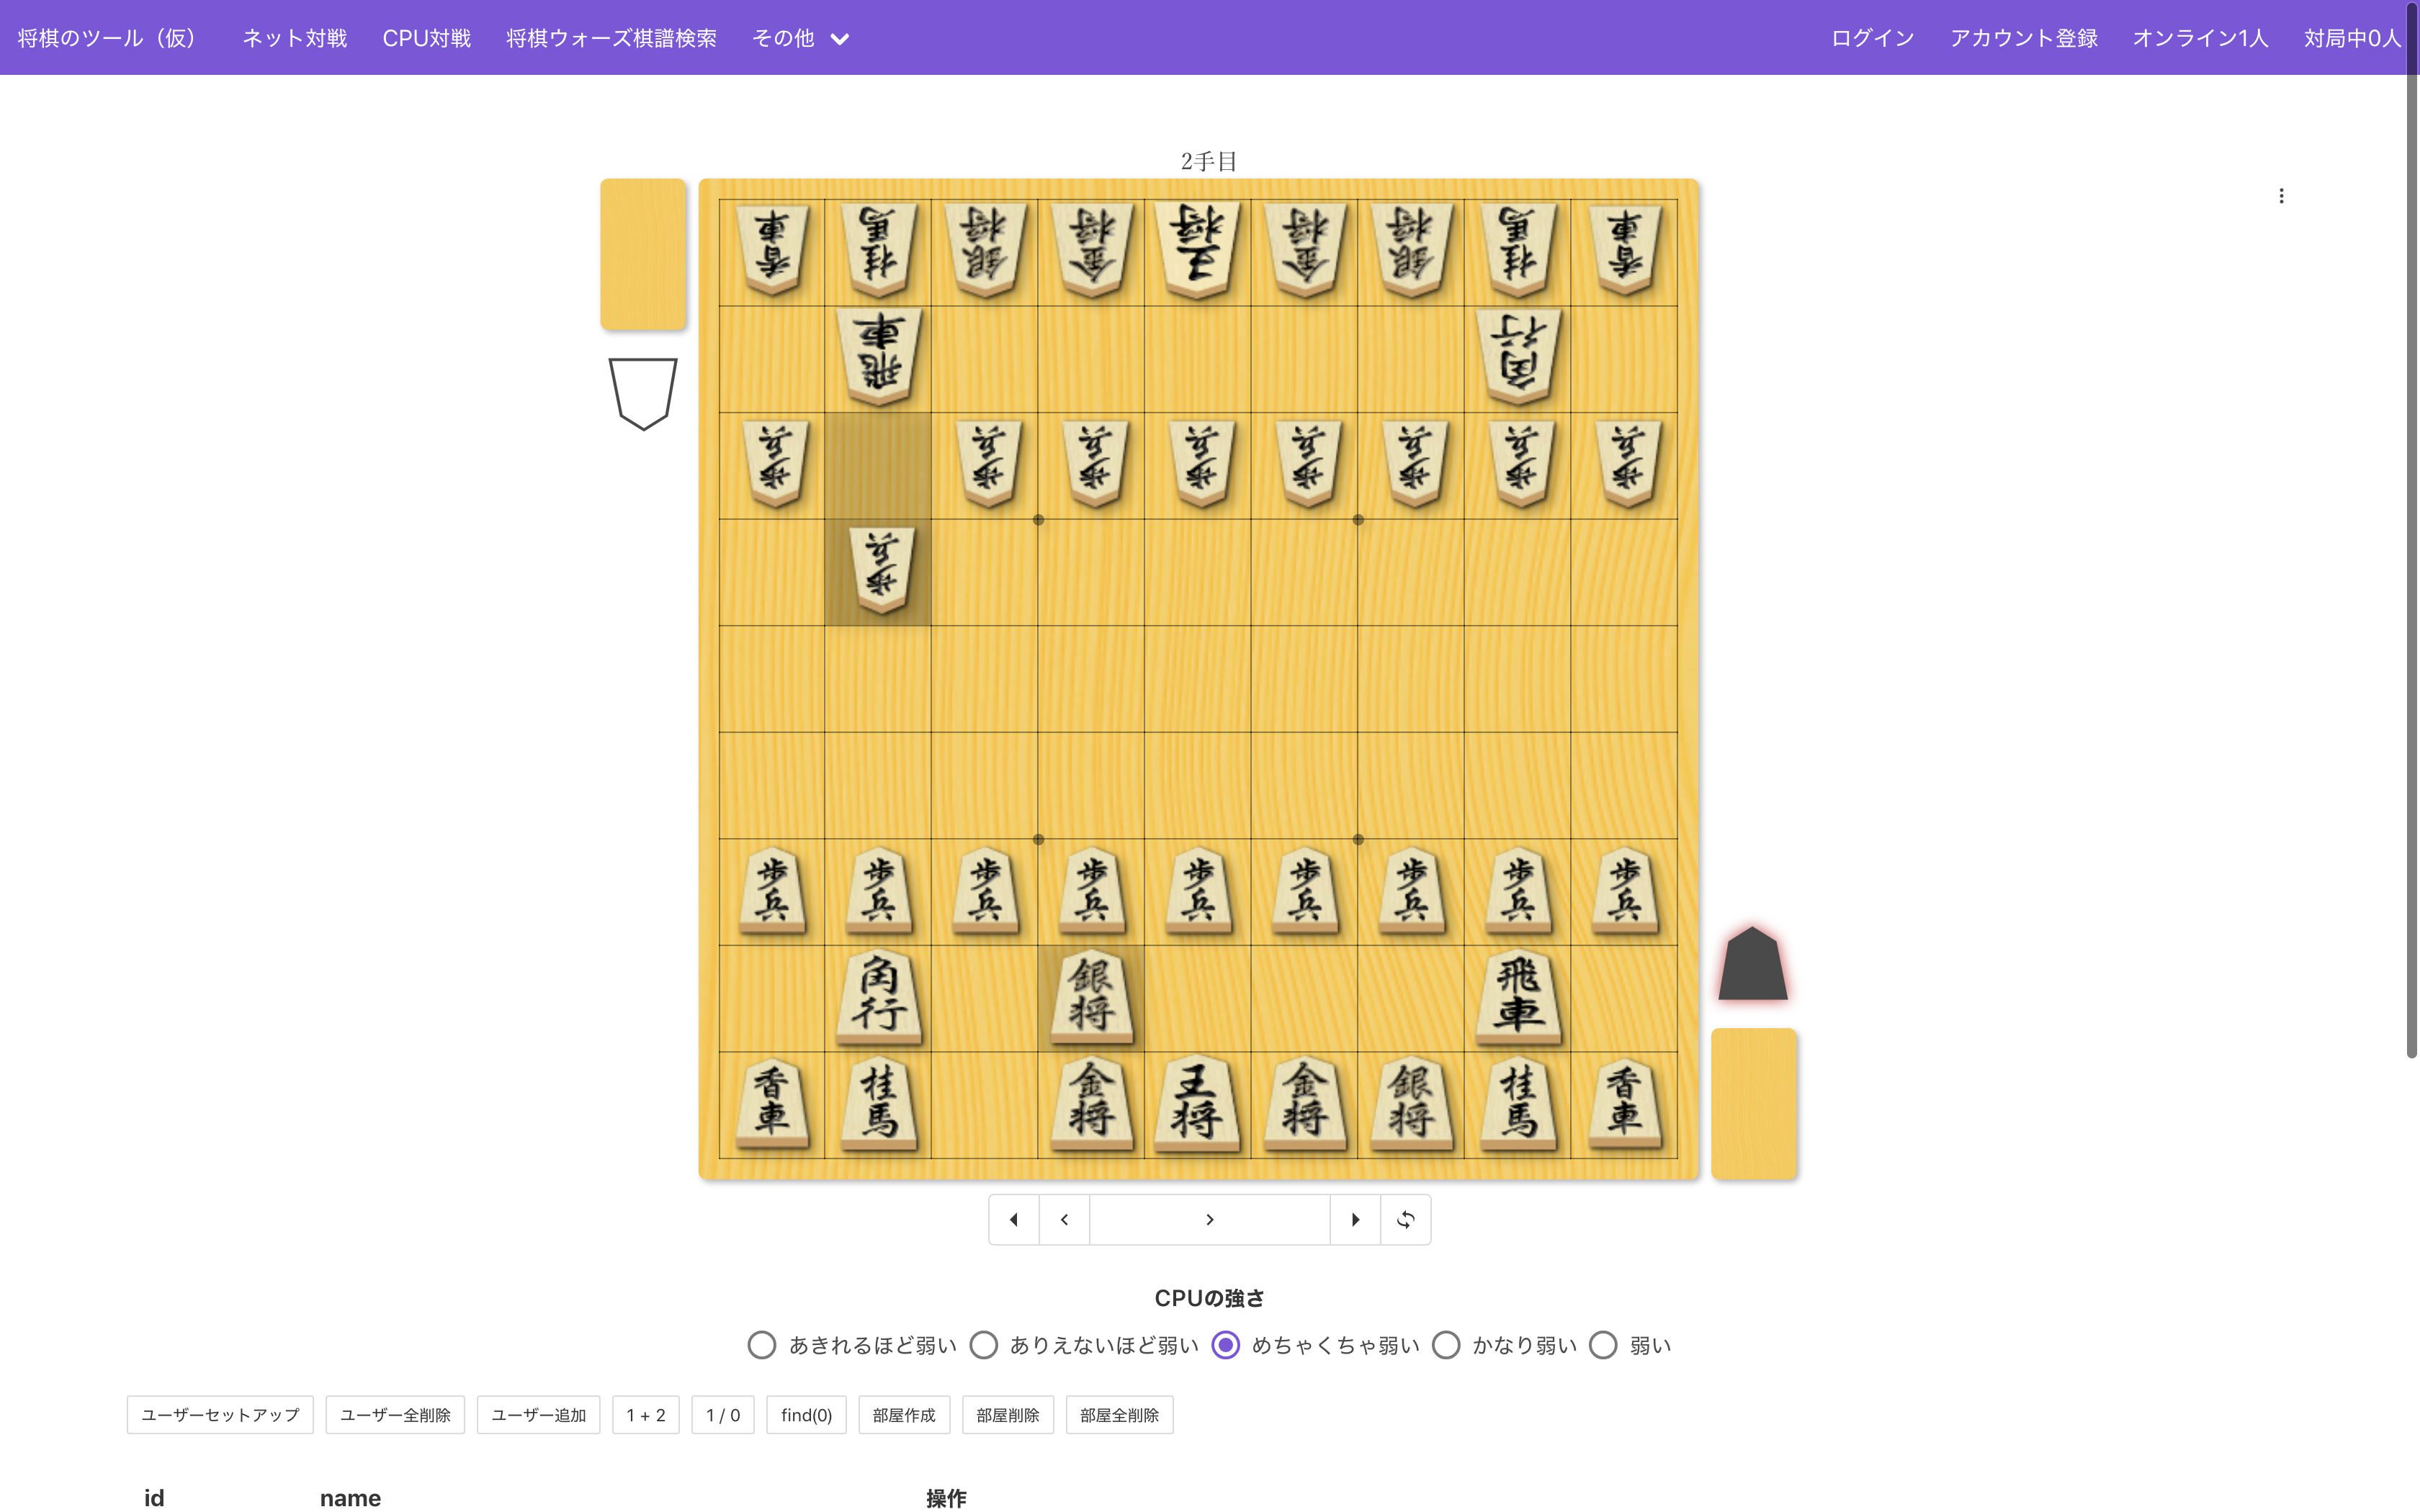 将棋のツール（仮） ネット対戦 CPU対戦 将棋ウォーズ棋譜検索 その他 ログイン アカウント登録 オンライン1人 対局中0人
2手目
香車 桂馬 銀将 金将 王将 金将 銀将 桂馬 香車
飛車 角行
歩兵 歩兵 歩兵 歩兵 歩兵 歩兵 歩兵 歩兵
歩兵
歩兵 歩兵 歩兵 歩兵 歩兵 歩兵 歩兵 歩兵 歩兵
角行 銀将 飛車
香車 桂馬 金将 王将 金将 銀将 桂馬 香車
CPUの強さ
あきれるほど弱い ありえないほど弱い めちゃくちゃ弱い かなり弱い 弱い
ユーザーセットアップ ユーザー全削除 ユーザー追加 1 + 2 1 / 0 find(0) 部屋作成 部屋削除 部屋全削除
id name 操作